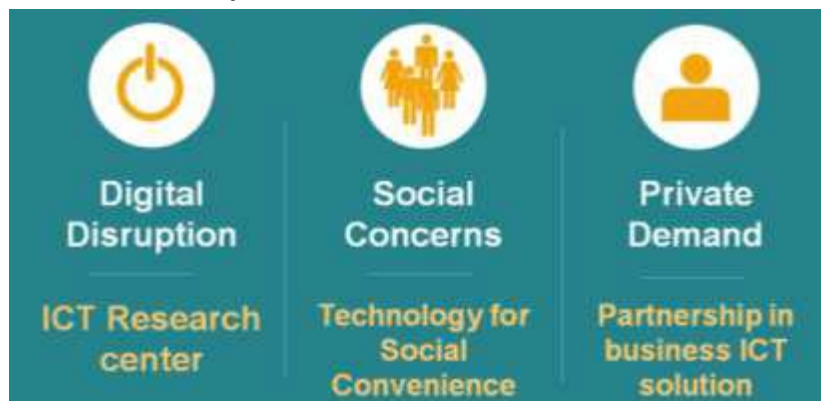 Digital
Disruption
ICT Research
center
Social
Concerns
Technology for
Social
Convenience
Private
Demand
Partnership in
business ICT
solution